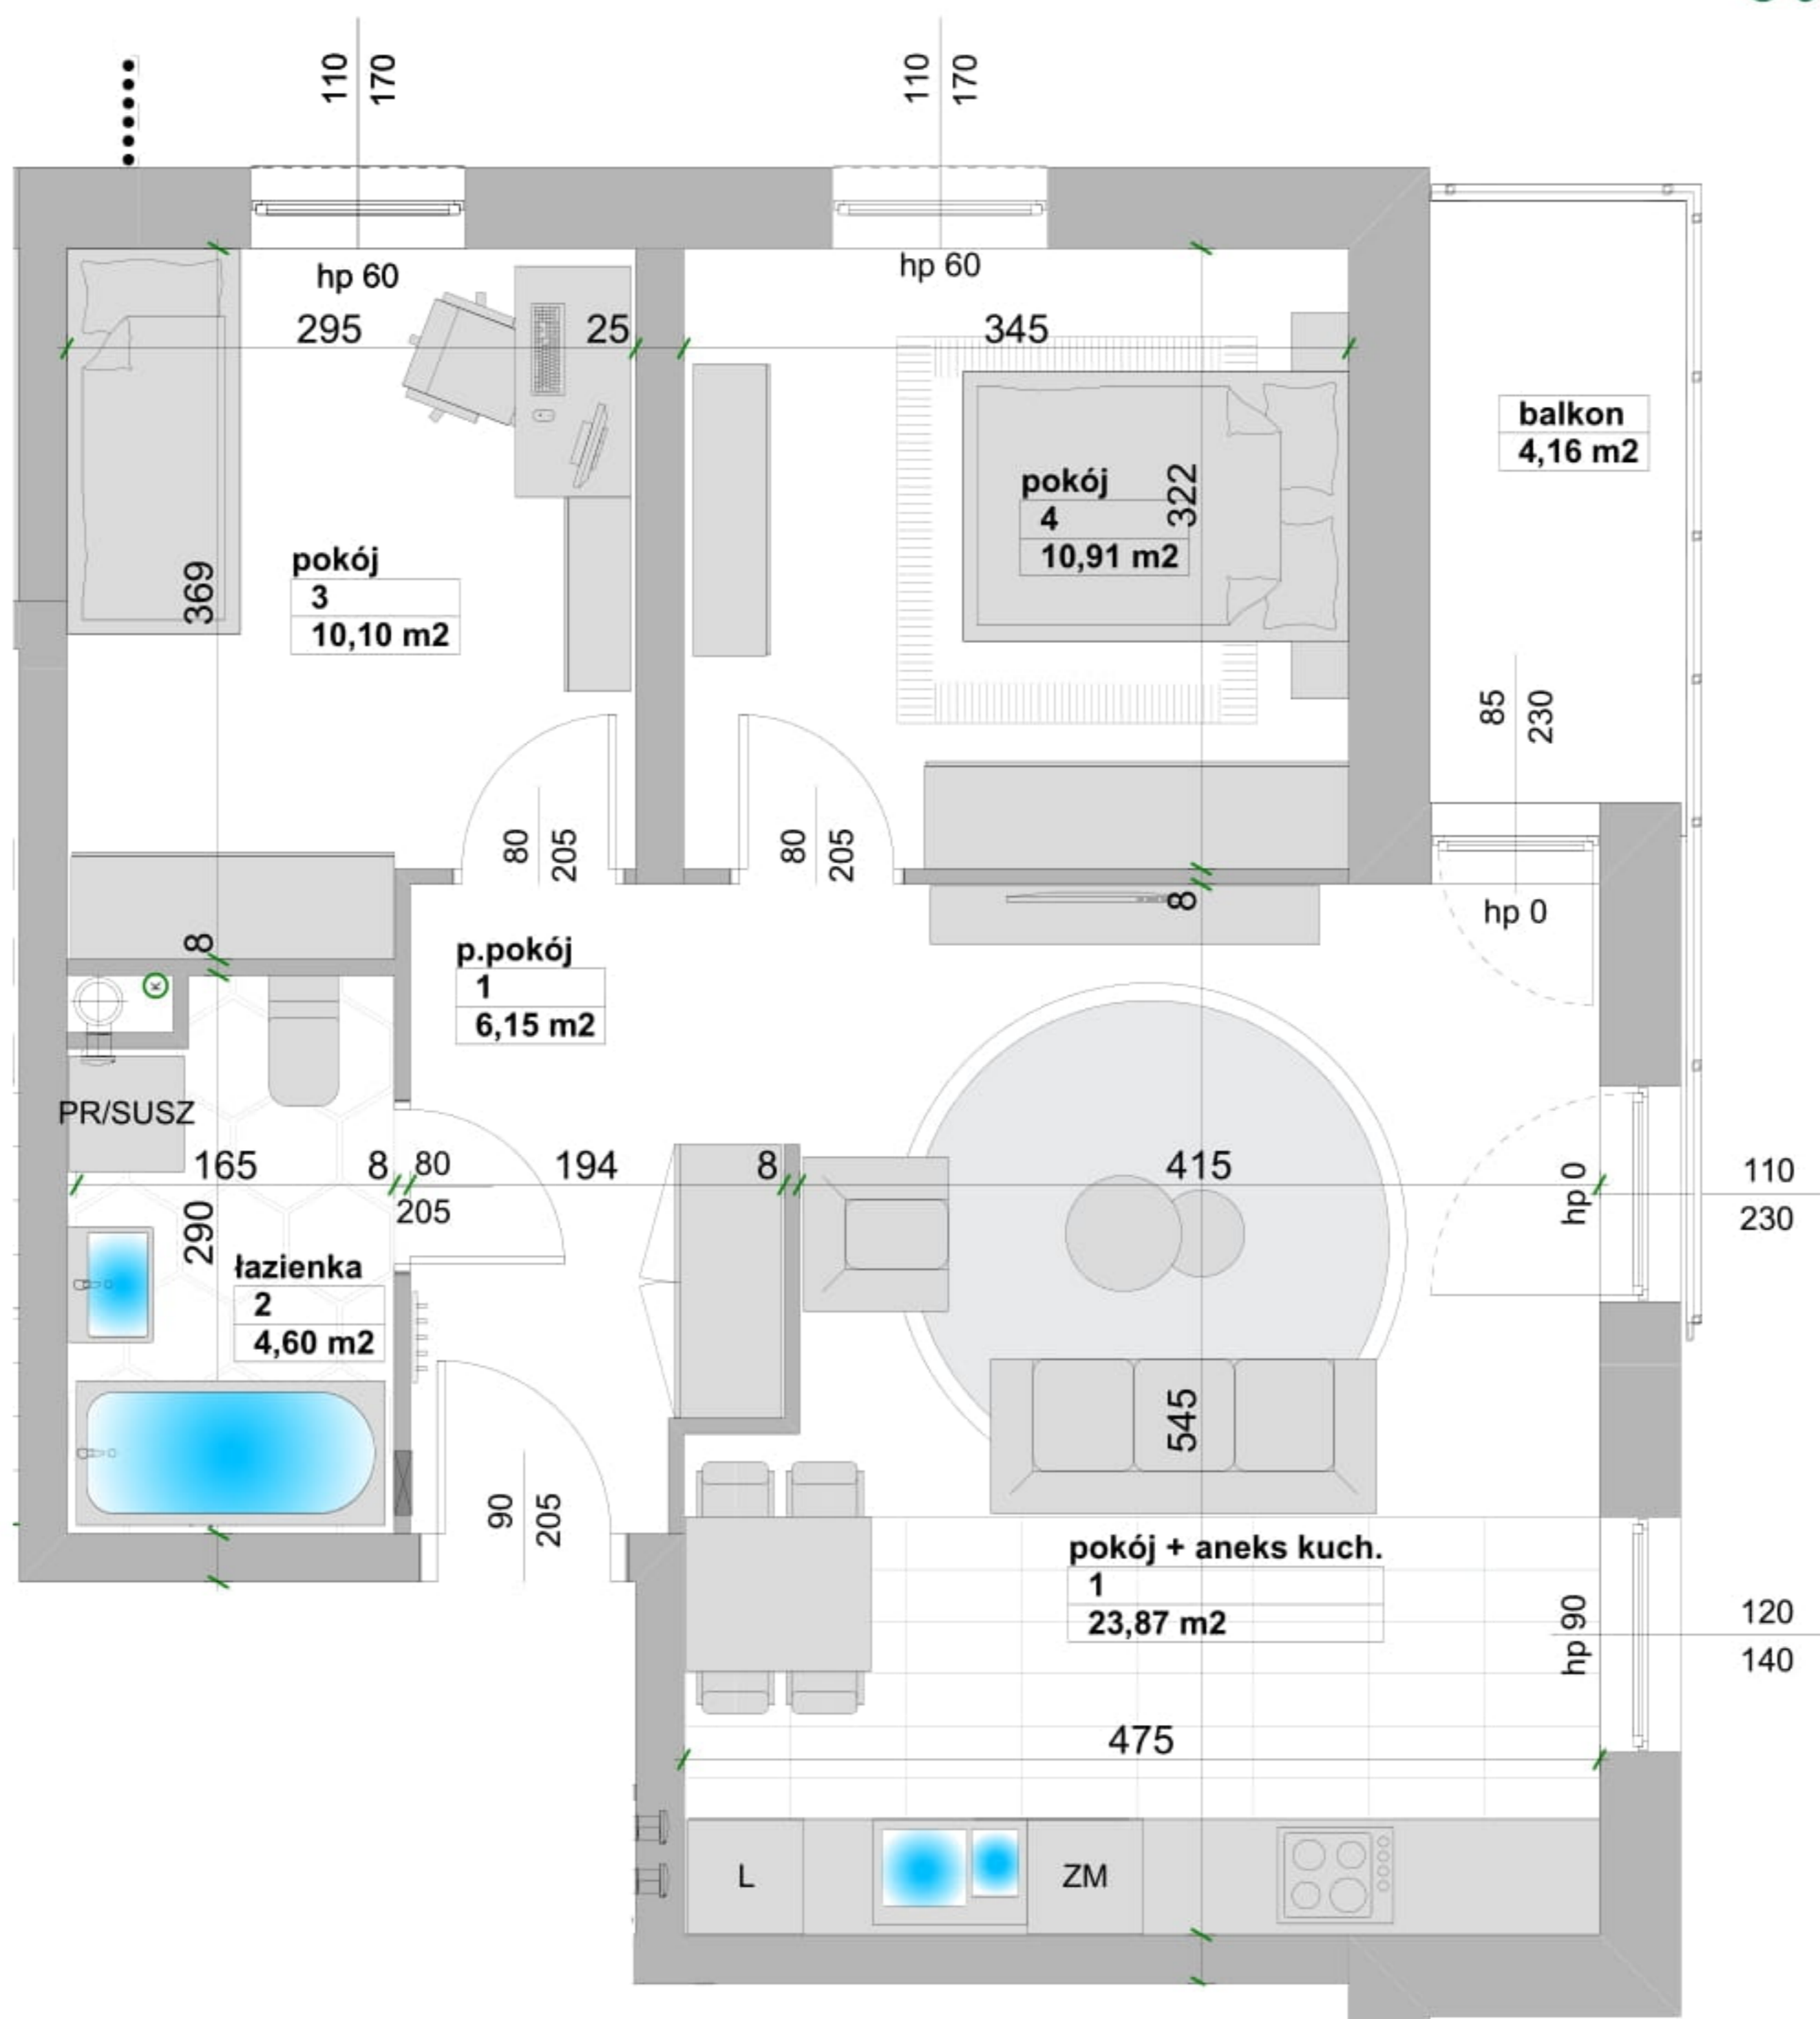 110
170
110
170
hp 60
hp 60
295
25
345
balkon
4,16 m2
pokój
4
10,91 m2
322
pokój
3
10,10 m2
369
85
230
80
205
80
205
8
hp 0
8
p.pokój
1
6,15 m2
K
PR/SUSZ
165
8
80
205
194
8
415
hp 0
110
230
290
łazienka
2
4,60 m2
545
90
205
pokój + aneks kuch.
1
23,87 m2
hp 90
120
140
475
L
ZM